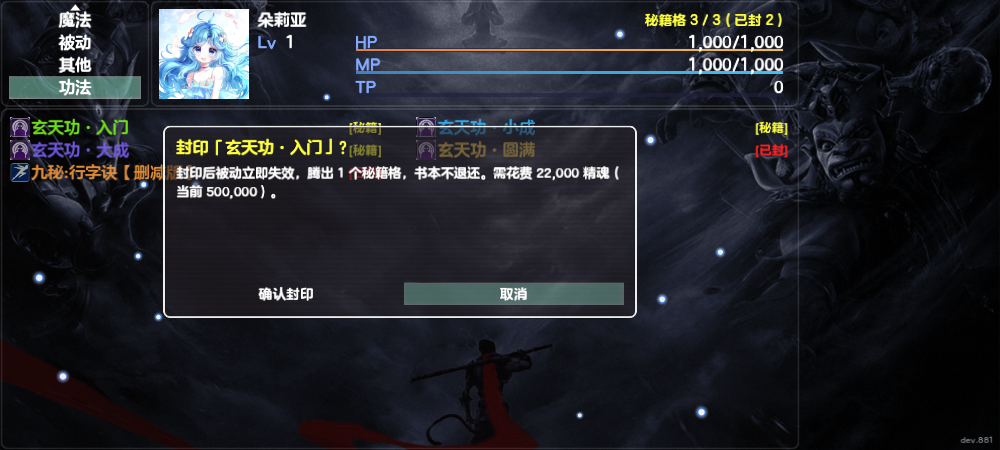 魔法
被动
其他
功法
朵莉亚
Lv 1
秘籍格 3 / 3 ( 已封 2 )
HP 1,000/1,000
MP 1,000/1,000
TP 0
玄天功·入门 [秘籍]
玄天功·小成 [秘籍]
玄天功·大成 [秘籍]
玄天功·圆满 [已封]
九秘:行字诀【删减版
封印「玄天功·入门」?
封印后被动立即失效，腾出 1 个秘籍格，书本不退还。需花费 22,000 精魂 (
当前 500,000 ) 。
确认封印
取消
dev.881